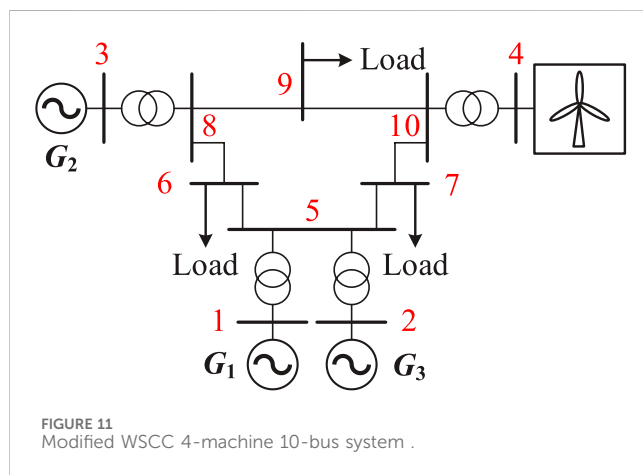 3
9
Load
4
G2
8
10
6
5
7
Load
Load
1
2
G1
G3
FIGURE 11
Modified WSCC 4-machine 10-bus system .